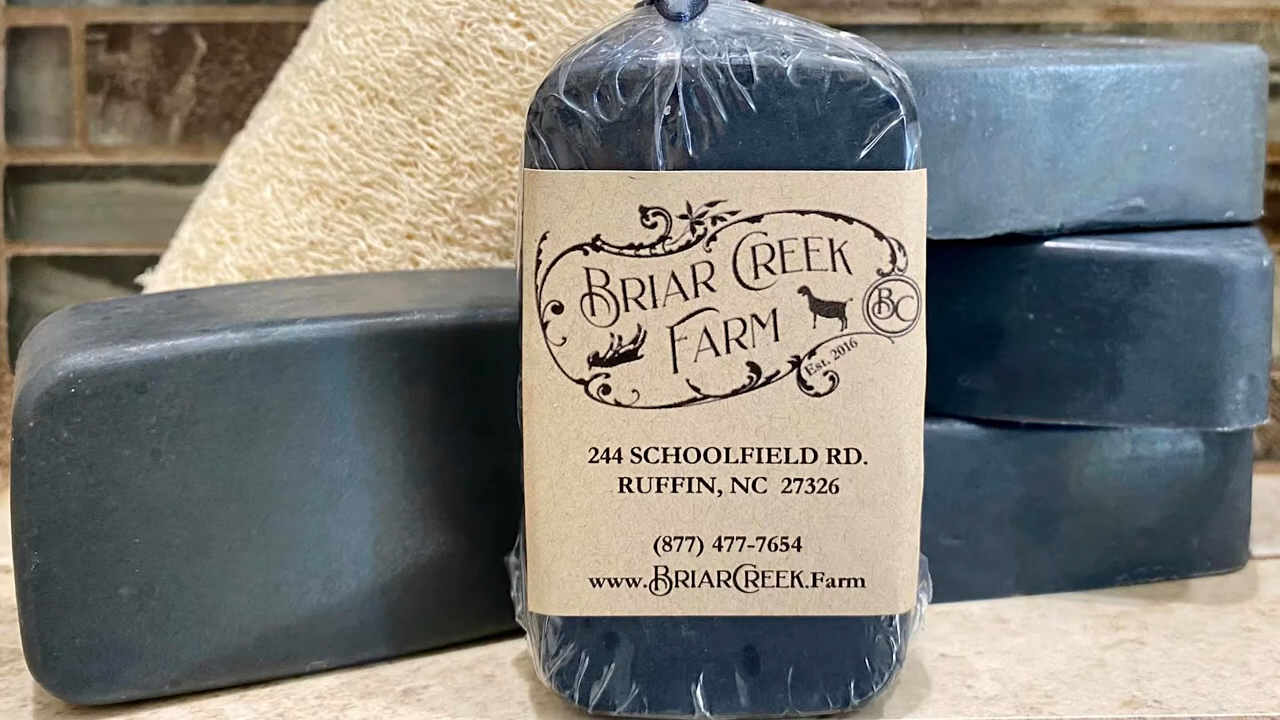 BRIAR CREEK
FARM
BC
Est. 2016
244 SCHOOLFIELD RD.
RUFFIN, NC 27326
(877) 477-7654
www.BRIARCREEK.Farm